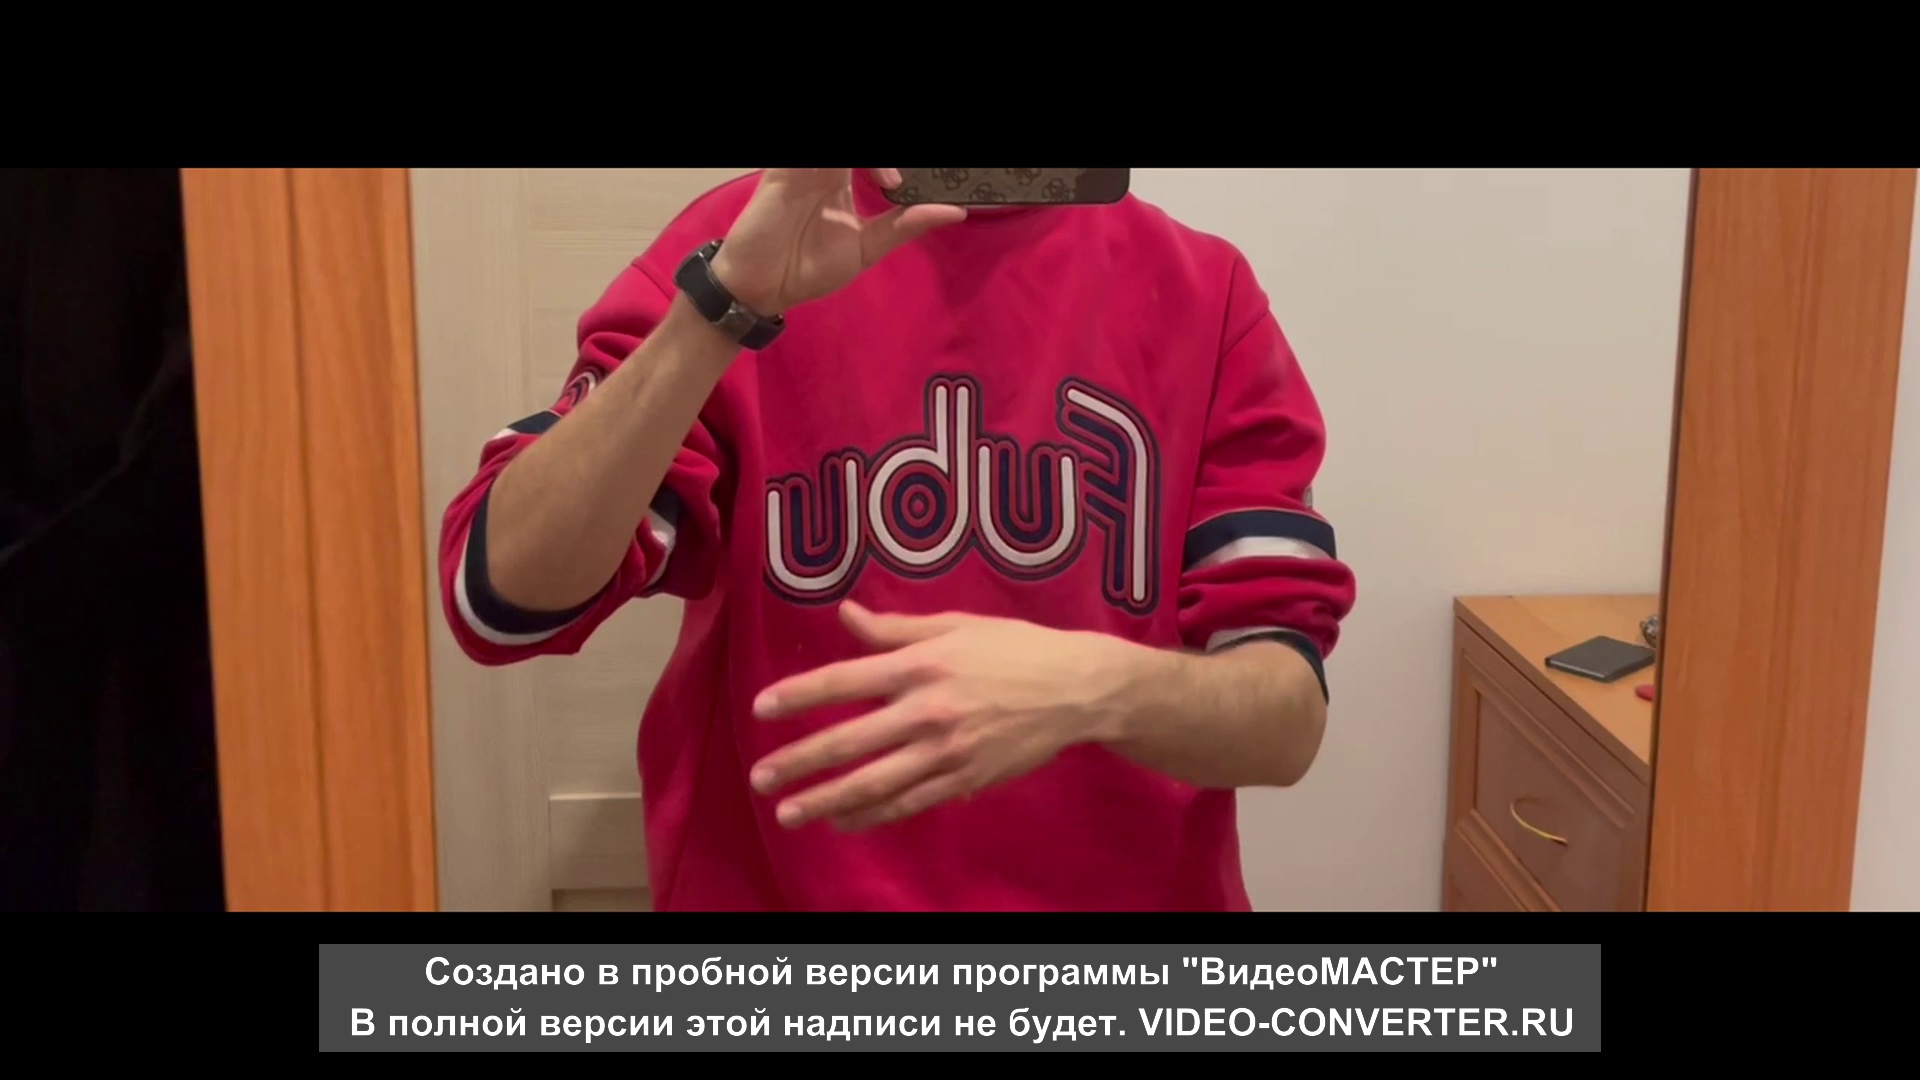 Fubu
Создано в пробной версии программы "ВидеоМАСТЕР"
В полной версии этой надписи не будет. VIDEO-CONVERTER.RU